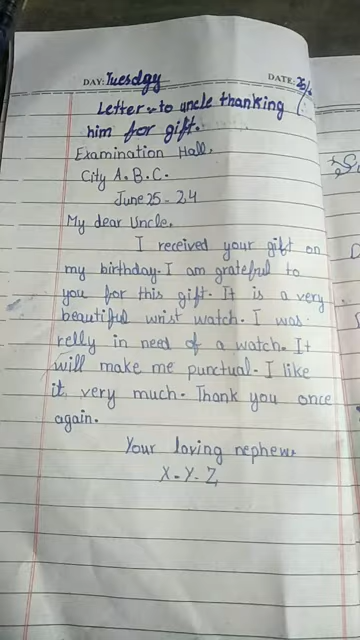 DAY: Tuesday DATE: 25/6
Letter to uncle thanking
him for gift.
Examination Hall.
City A.B.C.
June 25-24
My dear Uncle,
I received your gift on
my birthday. I am grateful to
you for this gift. It is a very
beautiful wrist watch. I was
relly in need of a watch. It
will make me punctual. I like
it very much. Thank you once
again.
Your loving nephew.
X-Y-Z